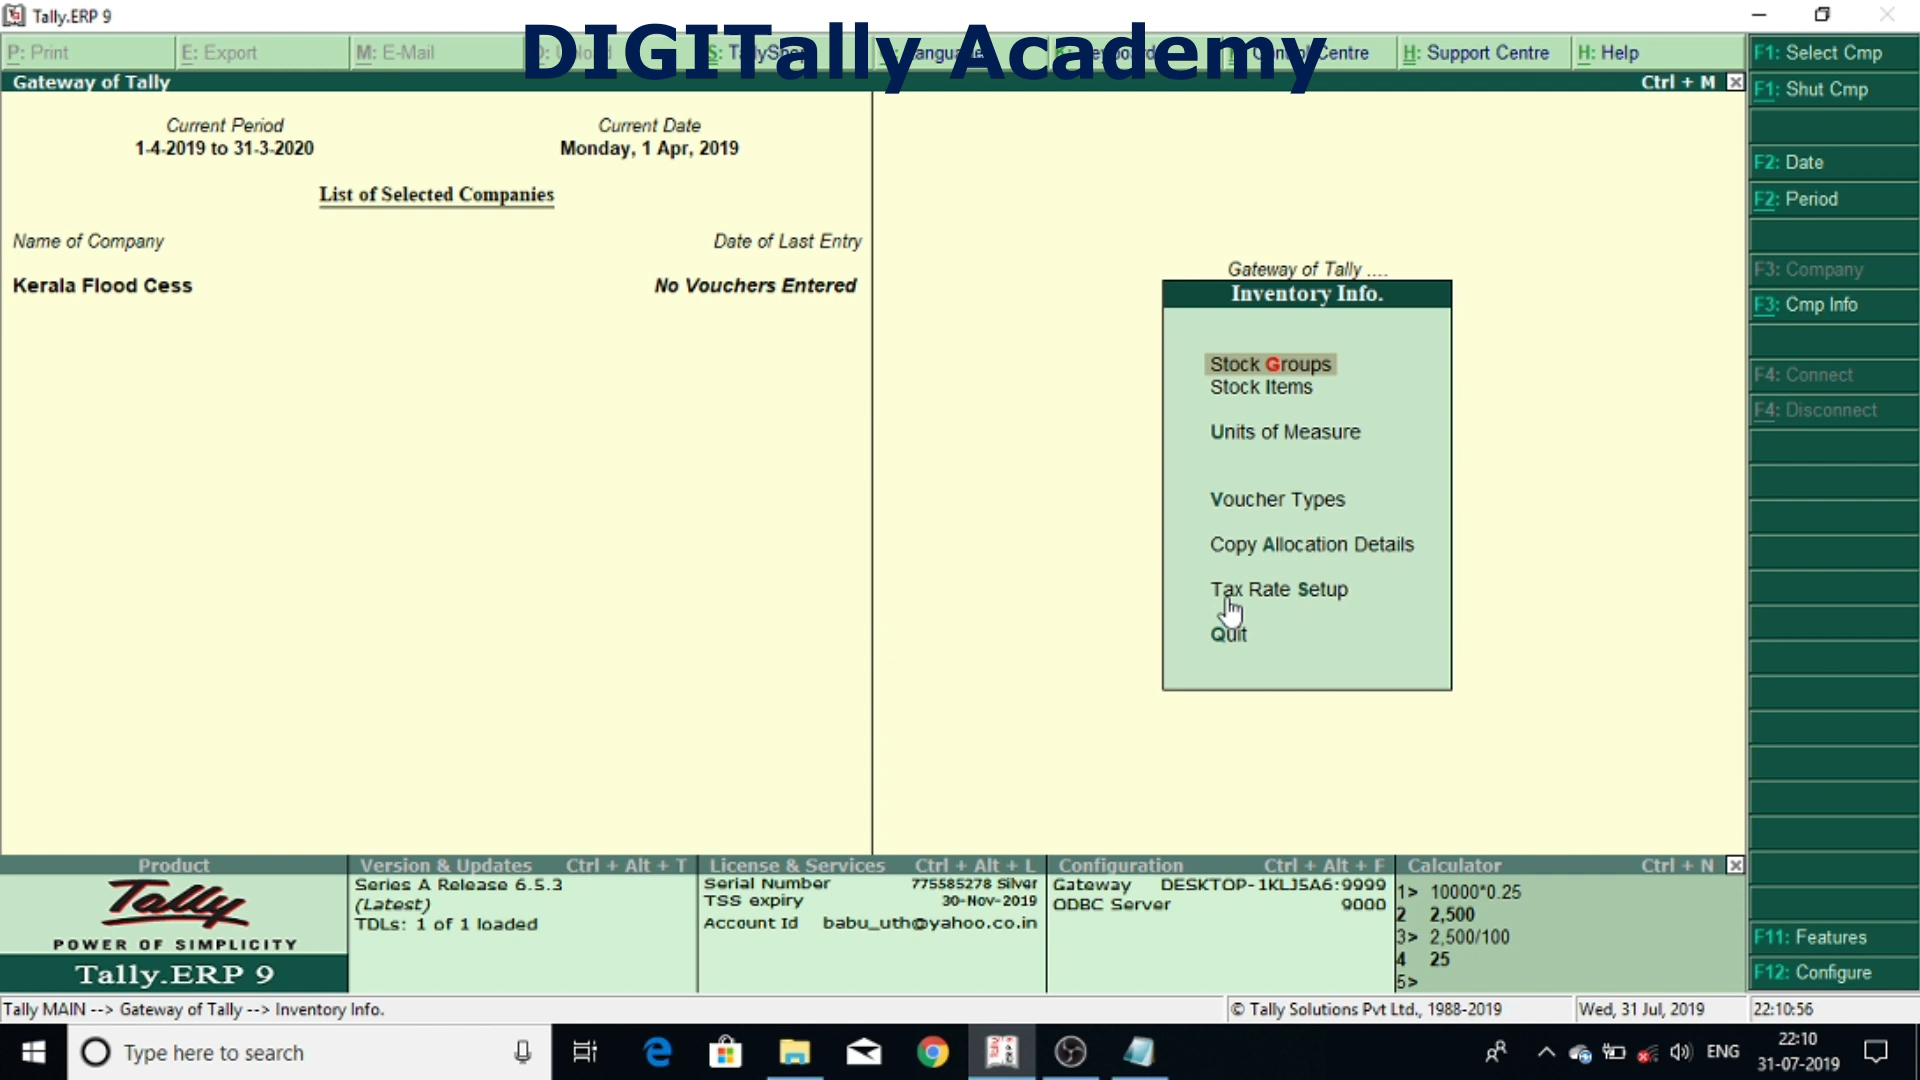 Tally.ERP 9
DIGITally Academy
P: Print
E: Export
M: E-Mail
H: Support Centre
H: Help
Gateway of Tally
Ctrl + M
Current Period
1-4-2019 to 31-3-2020
Current Date
Monday, 1 Apr, 2019
List of Selected Companies
Name of Company
Date of Last Entry
Kerala Flood Cess
No Vouchers Entered
Gateway of Tally ....
Inventory Info.
Stock Groups
Stock Items
Units of Measure
Voucher Types
Copy Allocation Details
Tax Rate Setup
Quit
F1: Select Cmp
F1: Shut Cmp
F2: Date
F2: Period
F3: Company
F3: Cmp Info
F4: Connect
F4: Disconnect
F11: Features
F12: Configure
Product
Tally
POWER OF SIMPLICITY
Tally.ERP 9
Version & Updates Ctrl + Alt + T
Series A Release 6.5.3
(Latest)
TDLs: 1 of 1 loaded
License & Services Ctrl + Alt + L
Serial Number 775585278 Silver
TSS expiry 30-Nov-2019
Account Id babu_uth@yahoo.co.in
Configuration Ctrl + Alt + F
Gateway DESKTOP-1KLJ5A6:9999
ODBC Server 9000
Calculator Ctrl + N
1> 10000*0.25
2 2,500
3> 2,500/100
4 25
5>
Tally MAIN --> Gateway of Tally --> Inventory Info.
© Tally Solutions Pvt Ltd., 1988-2019
Wed, 31 Jul, 2019
22:10:56
Type here to search
ENG
22:10
31-07-2019